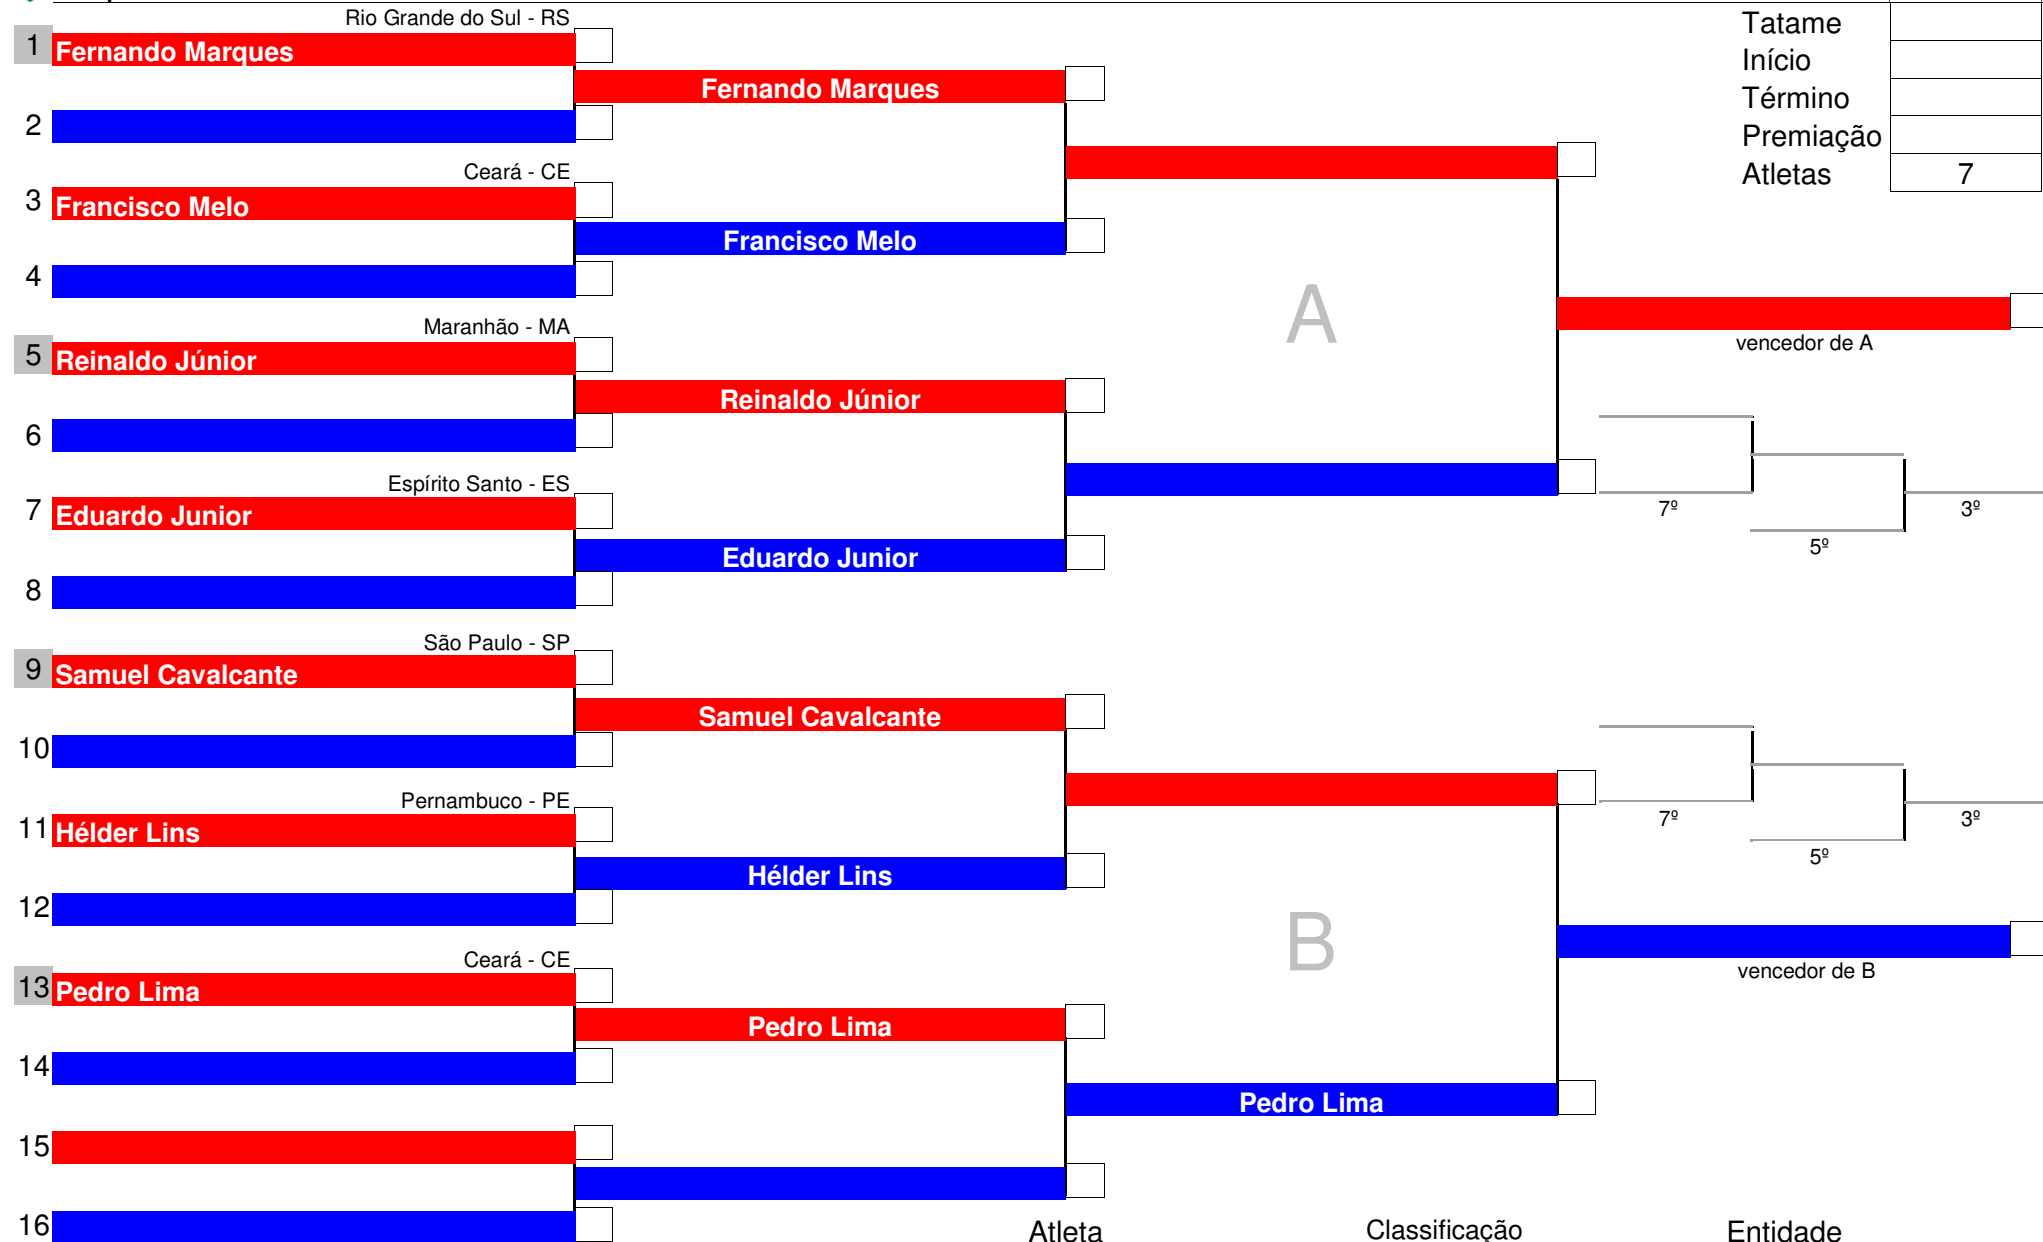 Rio Grande do Sul - RS
Tatame
1 Fernando Marques
Início
Fernando Marques
Término
2
Premiação
Ceará - CE
Atletas 7
3 Francisco Melo
Francisco Melo
4
A
Maranhão - MA
vencedor de A
5 Reinaldo Júnior
Reinaldo Júnior
6
Espírito Santo - ES
7 Eduardo Junior
7º 3º
5º
Eduardo Junior
8
São Paulo - SP
9 Samuel Cavalcante
Samuel Cavalcante
10
Pernambuco - PE
11 Hélder Lins
7º 3º
5º
Hélder Lins
12
B
Ceará - CE
vencedor de B
13 Pedro Lima
Pedro Lima
14
Pedro Lima
15
16
Atleta Classificação Entidade